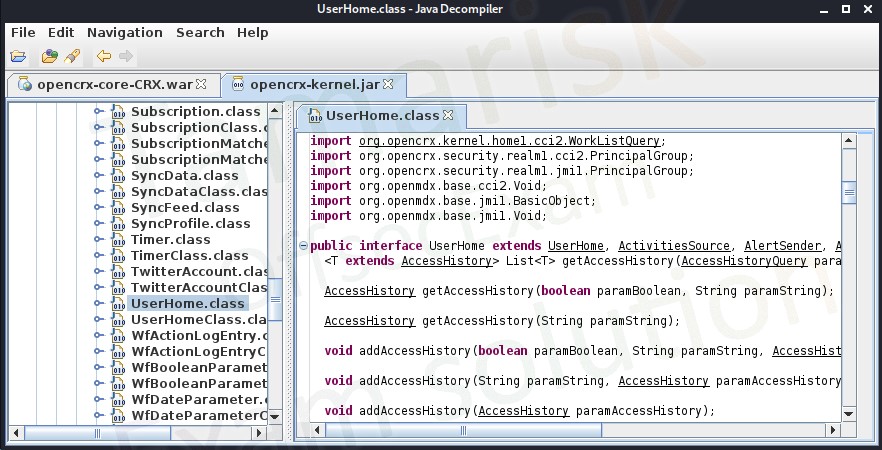 UserHome.class - Java Decompiler
File Edit Navigation Search Help
opencrx-core-CRX.war
opencrx-kernel.jar
Subscription.class
SubscriptionClass.c
SubscriptionMatche
SubscriptionMatche
SyncData.class
SyncDataClass.class
SyncFeed.class
SyncProfile.class
Timer.class
TimerClass.class
TwitterAccount.clas
TwitterAccountClas
UserHome.class
UserHomeClass.cla
WfActionLogEntry.c
WfActionLogEntryC
WfBooleanParamet
WfBooleanParamet
WfDateParameter.c
WfDateParameterC
UserHome.class
import org.opencrx.kernel.home1.cci2.WorkListQuery;
import org.opencrx.security.realm1.cci2.PrincipalGroup;
import org.opencrx.security.realm1.jmi1.PrincipalGroup;
import org.openmdx.base.cci2.Void;
import org.openmdx.base.jmi1.BasicObject;
import org.openmdx.base.jmi1.Void;
public interface UserHome extends UserHome, ActivitiesSource, AlertSender, A
<T extends AccessHistory> List<T> getAccessHistory(AccessHistoryQuery para
AccessHistory getAccessHistory(boolean paramBoolean, String paramString);
AccessHistory getAccessHistory(String paramString);
void addAccessHistory(boolean paramBoolean, String paramString, AccessHist
void addAccessHistory(String paramString, AccessHistory paramAccessHistory
void addAccessHistory(AccessHistory paramAccessHistory);